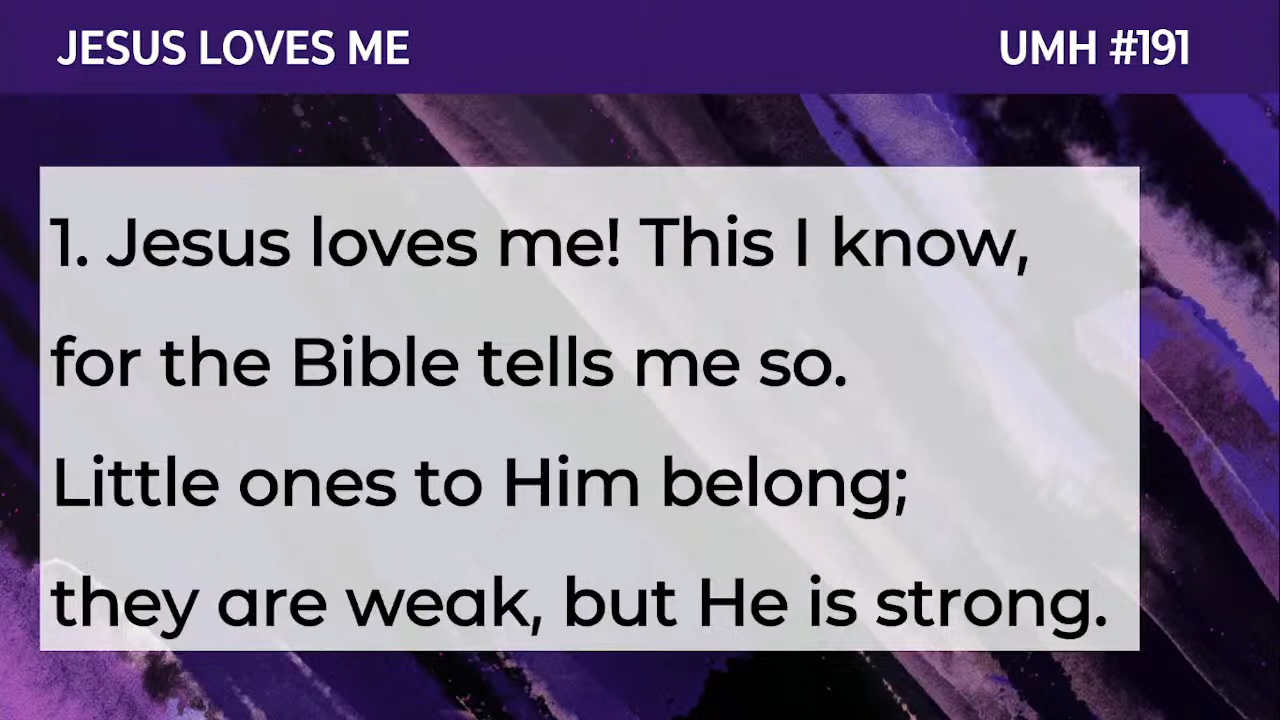 JESUS LOVES ME
UMH #191
1. Jesus loves me! This I know,
for the Bible tells me so.
Little ones to Him belong;
they are weak, but He is strong.